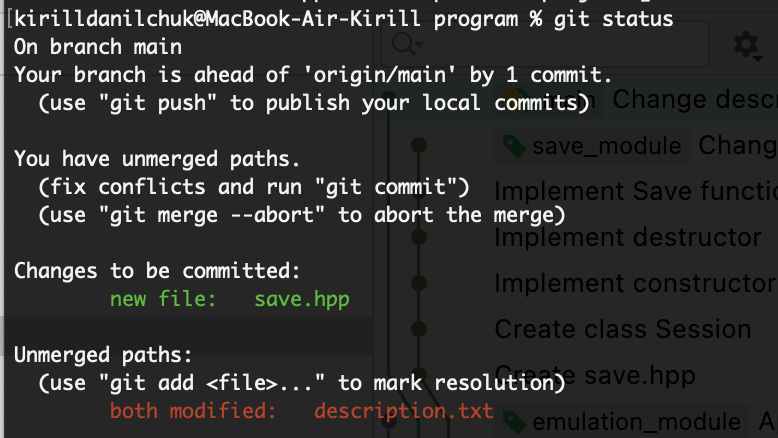 [kirilldanilchuk@MacBook-Air-Kirill program % git status
On branch main
Your branch is ahead of 'origin/main' by 1 commit.
(use "git push" to publish your local commits)
You have unmerged paths.
(fix conflicts and run "git commit")
(use "git merge --abort" to abort the merge)
Changes to be committed:
new file: save.hpp
Unmerged paths:
(use "git add <file>..." to mark resolution)
both modified: description.txt
main Change
save_module
Implement Save
Implement destructor
Implement constructor
Create class Session
Create save.hpp
emulation_module